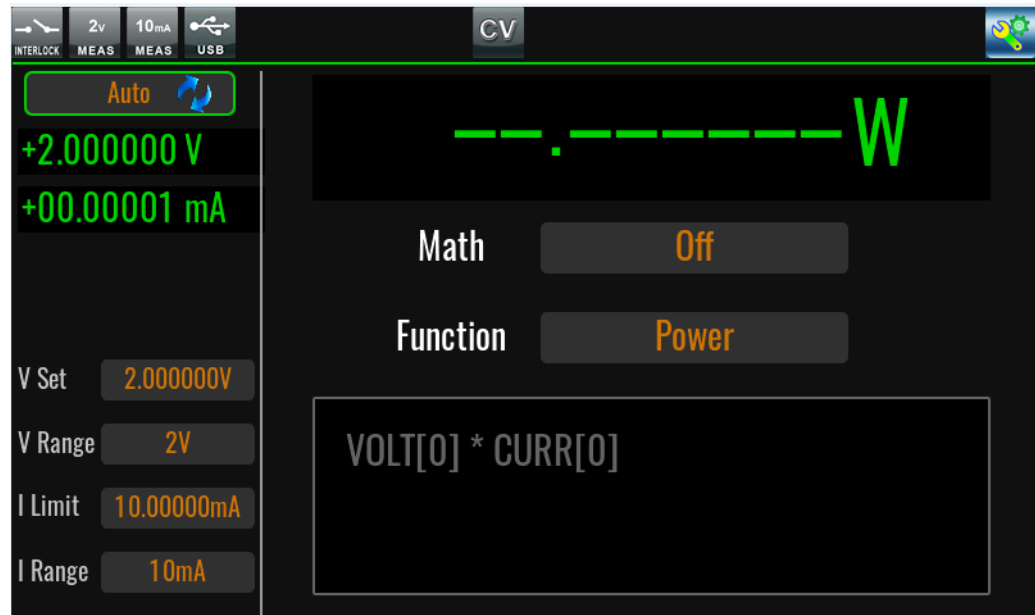 INTERLOCK
2V
MEAS
10mA
MEAS
USB
CV
Auto
+2.000000 V
+00.00001 mA
V Set 2.000000V
V Range 2V
I Limit 10.00000mA
I Range 10mA
--.------W
Math Off
Function Power
VOLT[0] * CURR[0]